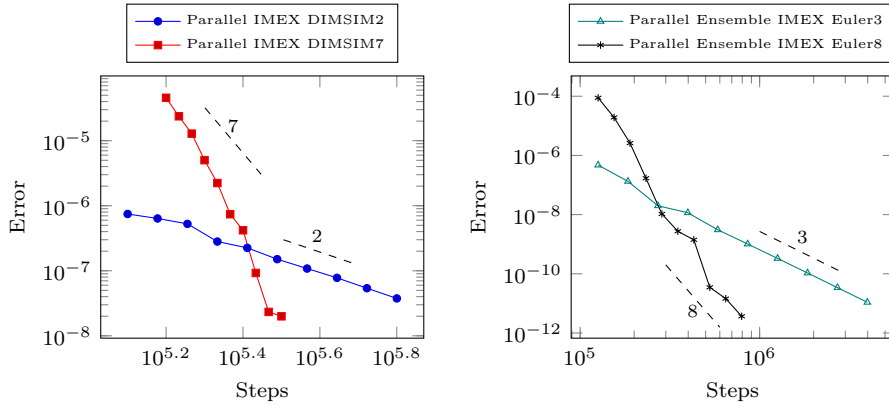 Parallel IMEX DIMSIM2
Parallel IMEX DIMSIM7
10^{-5}
10^{-6}
10^{-7}
10^{-8}
Error
7
2
10^{5.2}
10^{5.4}
10^{5.6}
10^{5.8}
Steps
Parallel Ensemble IMEX Euler3
Parallel Ensemble IMEX Euler8
10^{-4}
10^{-6}
10^{-8}
10^{-10}
10^{-12}
Error
3
8
10^{5}
10^{6}
Steps